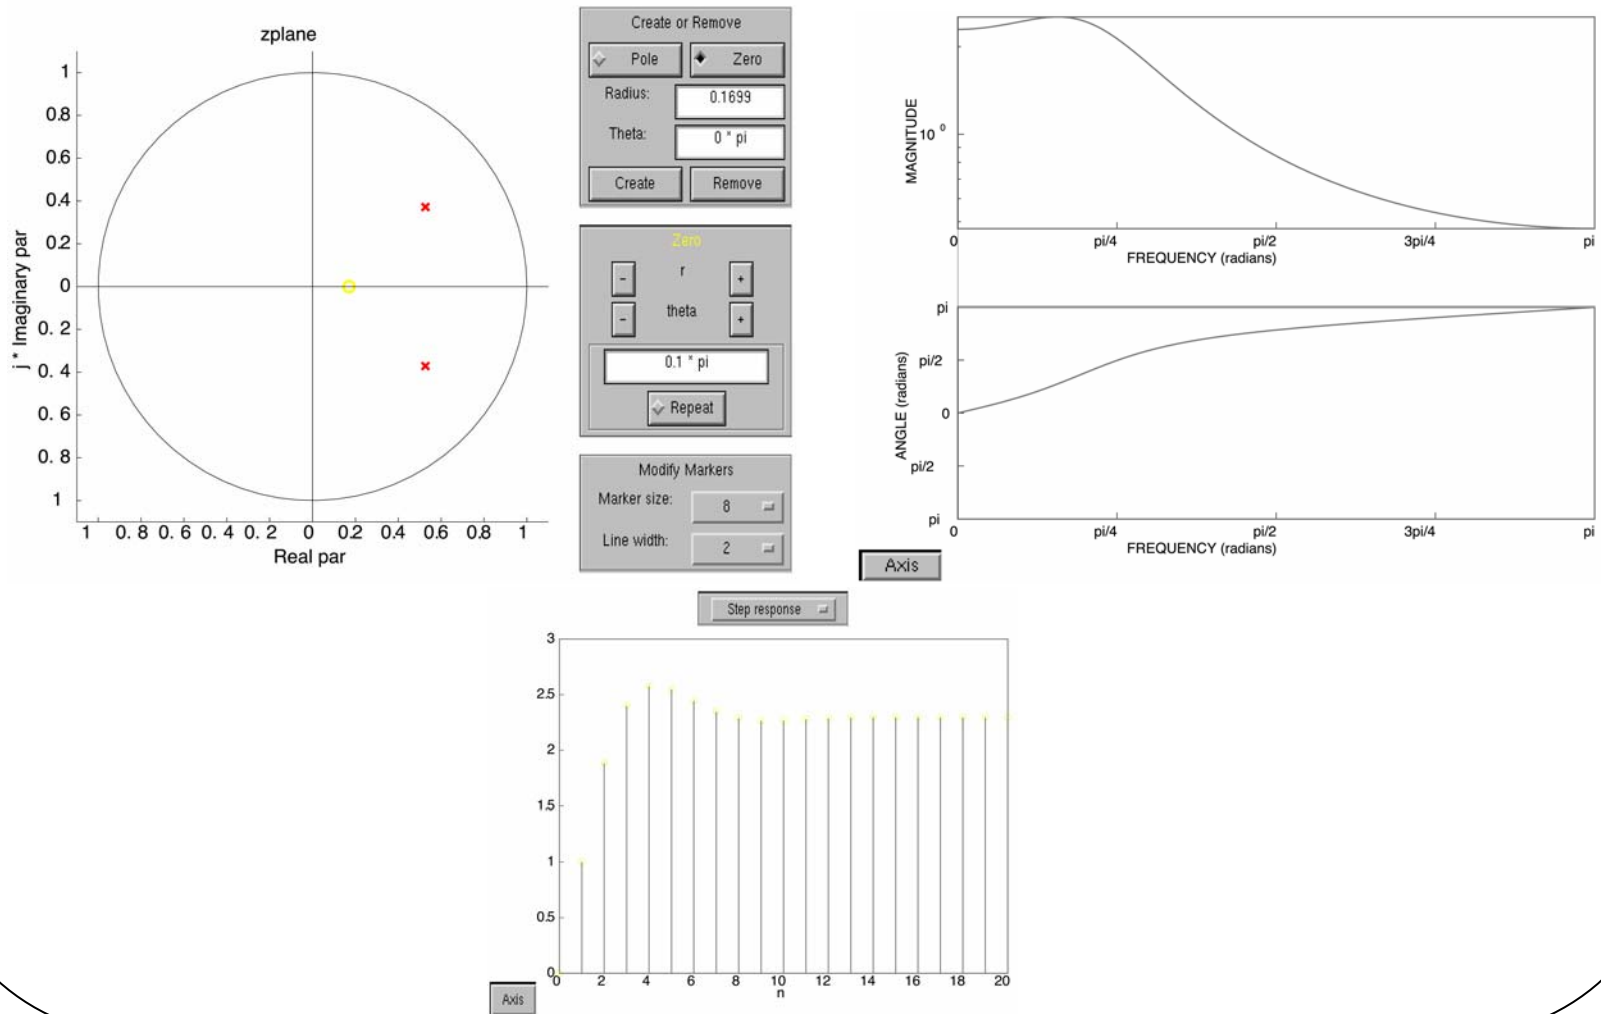 zplane
1
0.8
0.6
0.4
0.2
0
0. 2
0. 4
0. 6
0. 8
1
j* Imaginary par
1 0. 8 0. 6 0. 4 0. 2 0 0.2 0.4 0.6 0.8 1
Real par
Create or Remove
Pole Zero
Radius: 0.1699
Theta: 0 * pi
Create Remove
Zero
- r +
- theta +
0.1 * pi
Repeat
Modify Markers
Marker size: 8
Line width: 2
MAGNITUDE
10 0
0 pi/4 pi/2 3pi/4 pi
FREQUENCY (radians)
ANGLE (radians)
pi
pi/2
0
pi/2
pi
0 pi/4 pi/2 3pi/4 pi
FREQUENCY (radians)
Axis
Step response
3
2.5
2
1.5
1
0.5
0
0 2 4 6 8 10 12 14 16 18 20
n
Axis